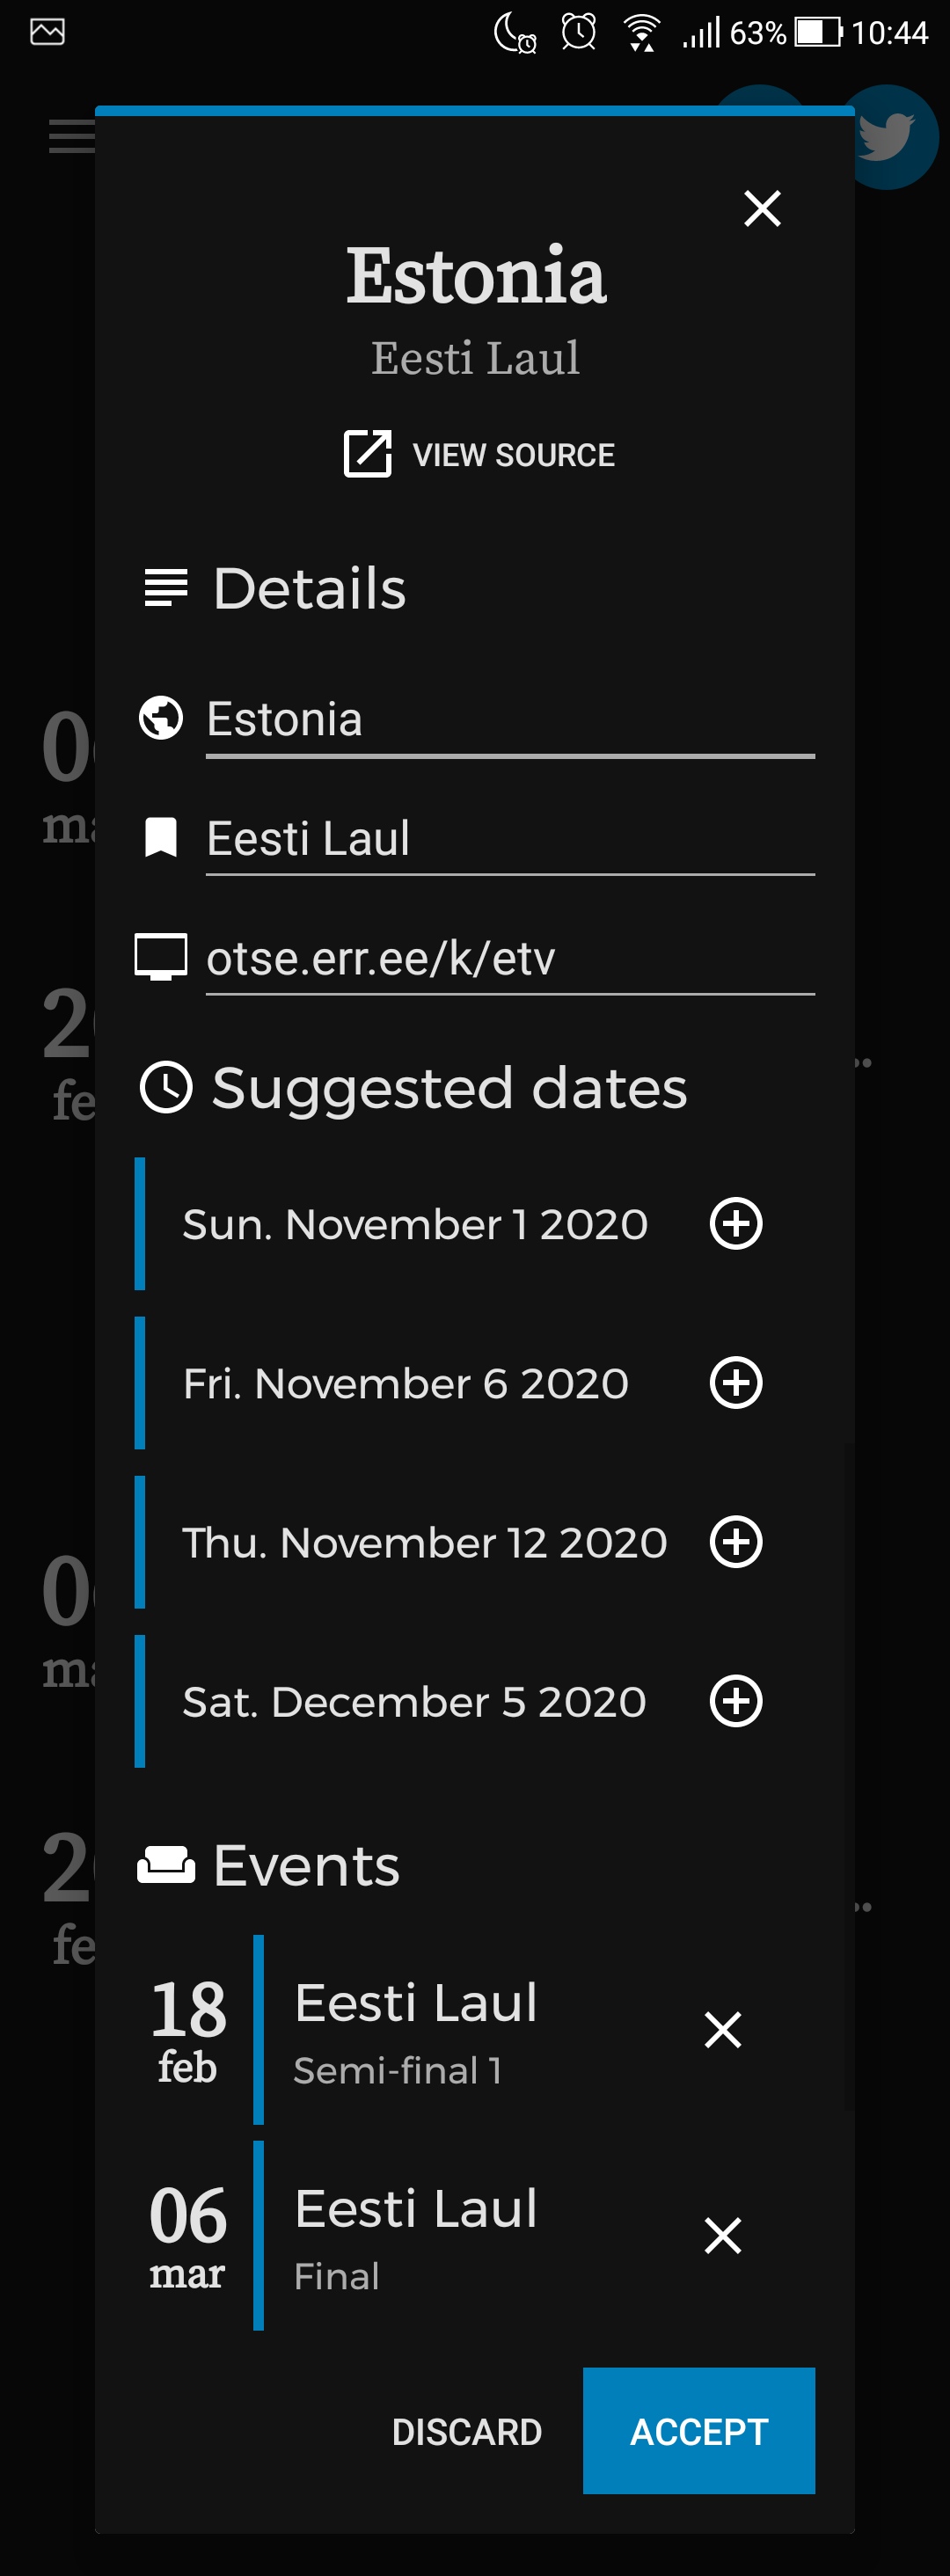 63% 10:44
Estonia
Eesti Laul
VIEW SOURCE
Details
Estonia
Eesti Laul
otse.err.ee/k/etv
Suggested dates
Sun. November 1 2020
Fri. November 6 2020
Thu. November 12 2020
Sat. December 5 2020
Events
18
feb
Eesti Laul
Semi-final 1
06
mar
Eesti Laul
Final
DISCARD
ACCEPT